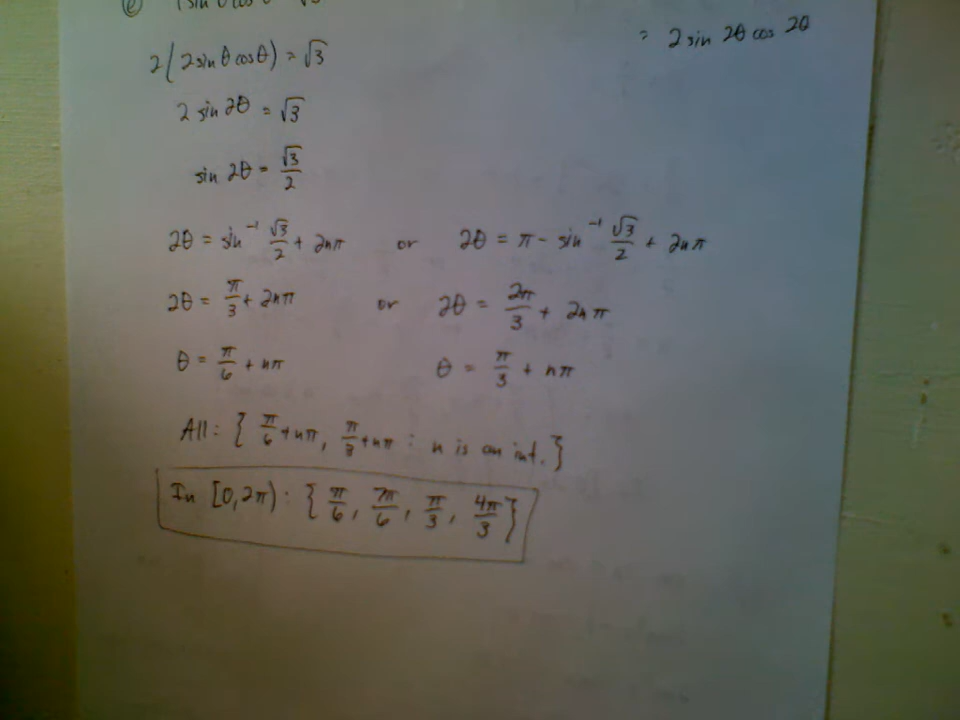 = 2 sin 2θ cos 2θ
2(2 sin θ cos θ) = √3
2 sin 2θ = √3
sin 2θ = √3/2
2θ = sin⁻¹ √3/2 + 2nπ or 2θ = π - sin⁻¹ √3/2 + 2nπ
2θ = π/3 + 2nπ or 2θ = 2π/3 + 2nπ
θ = π/6 + nπ θ = π/3 + nπ
All: {π/6 + nπ, π/3 + nπ : n is an int.}
In [0, 2π): {π/6, 7π/6, π/3, 4π/3}